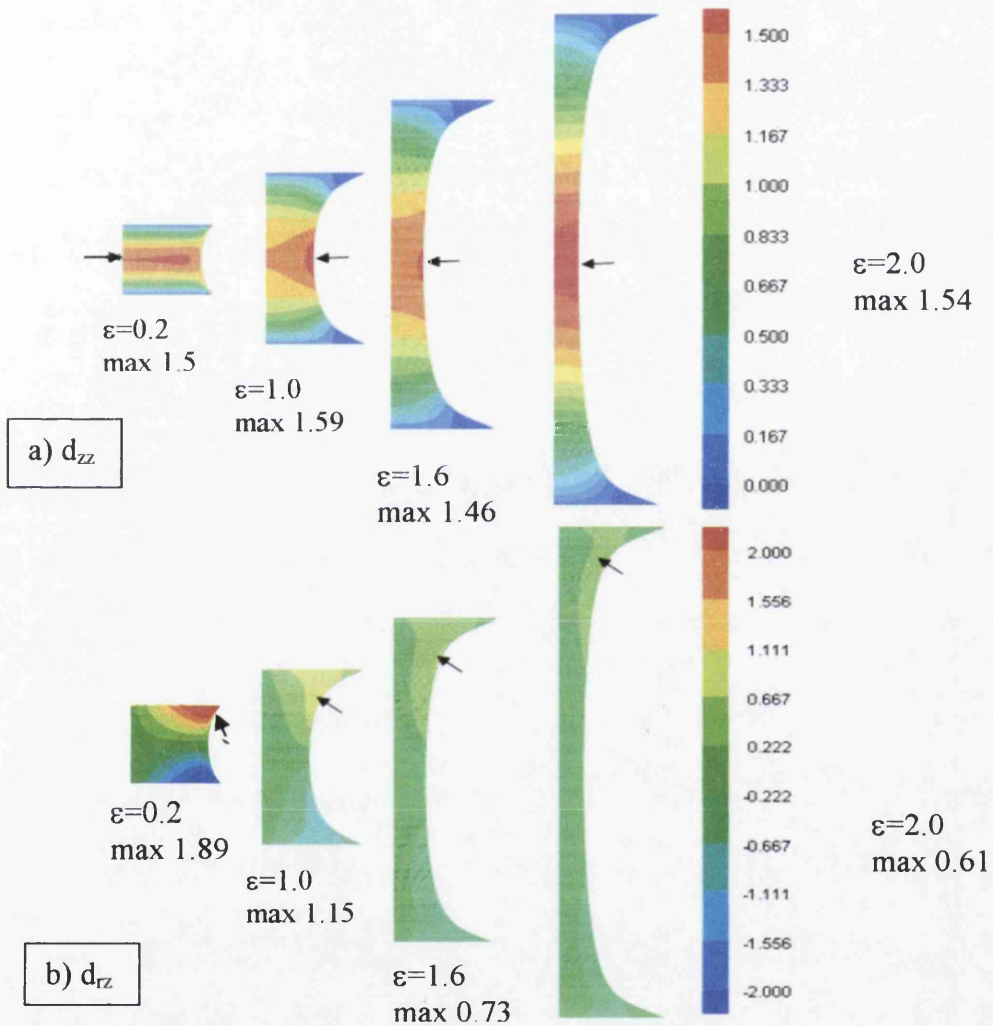 1.500
1.333
1.167
1.000
0.833
0.667
0.500
0.333
0.167
0.000
ε=0.2
max 1.5
ε=1.0
max 1.59
ε=1.6
max 1.46
ε=2.0
max 1.54
a) dzz
2.000
1.556
1.111
0.667
0.222
-0.222
-0.667
-1.111
-1.556
-2.000
ε=0.2
max 1.89
ε=1.0
max 1.15
ε=1.6
max 0.73
ε=2.0
max 0.61
b) drz